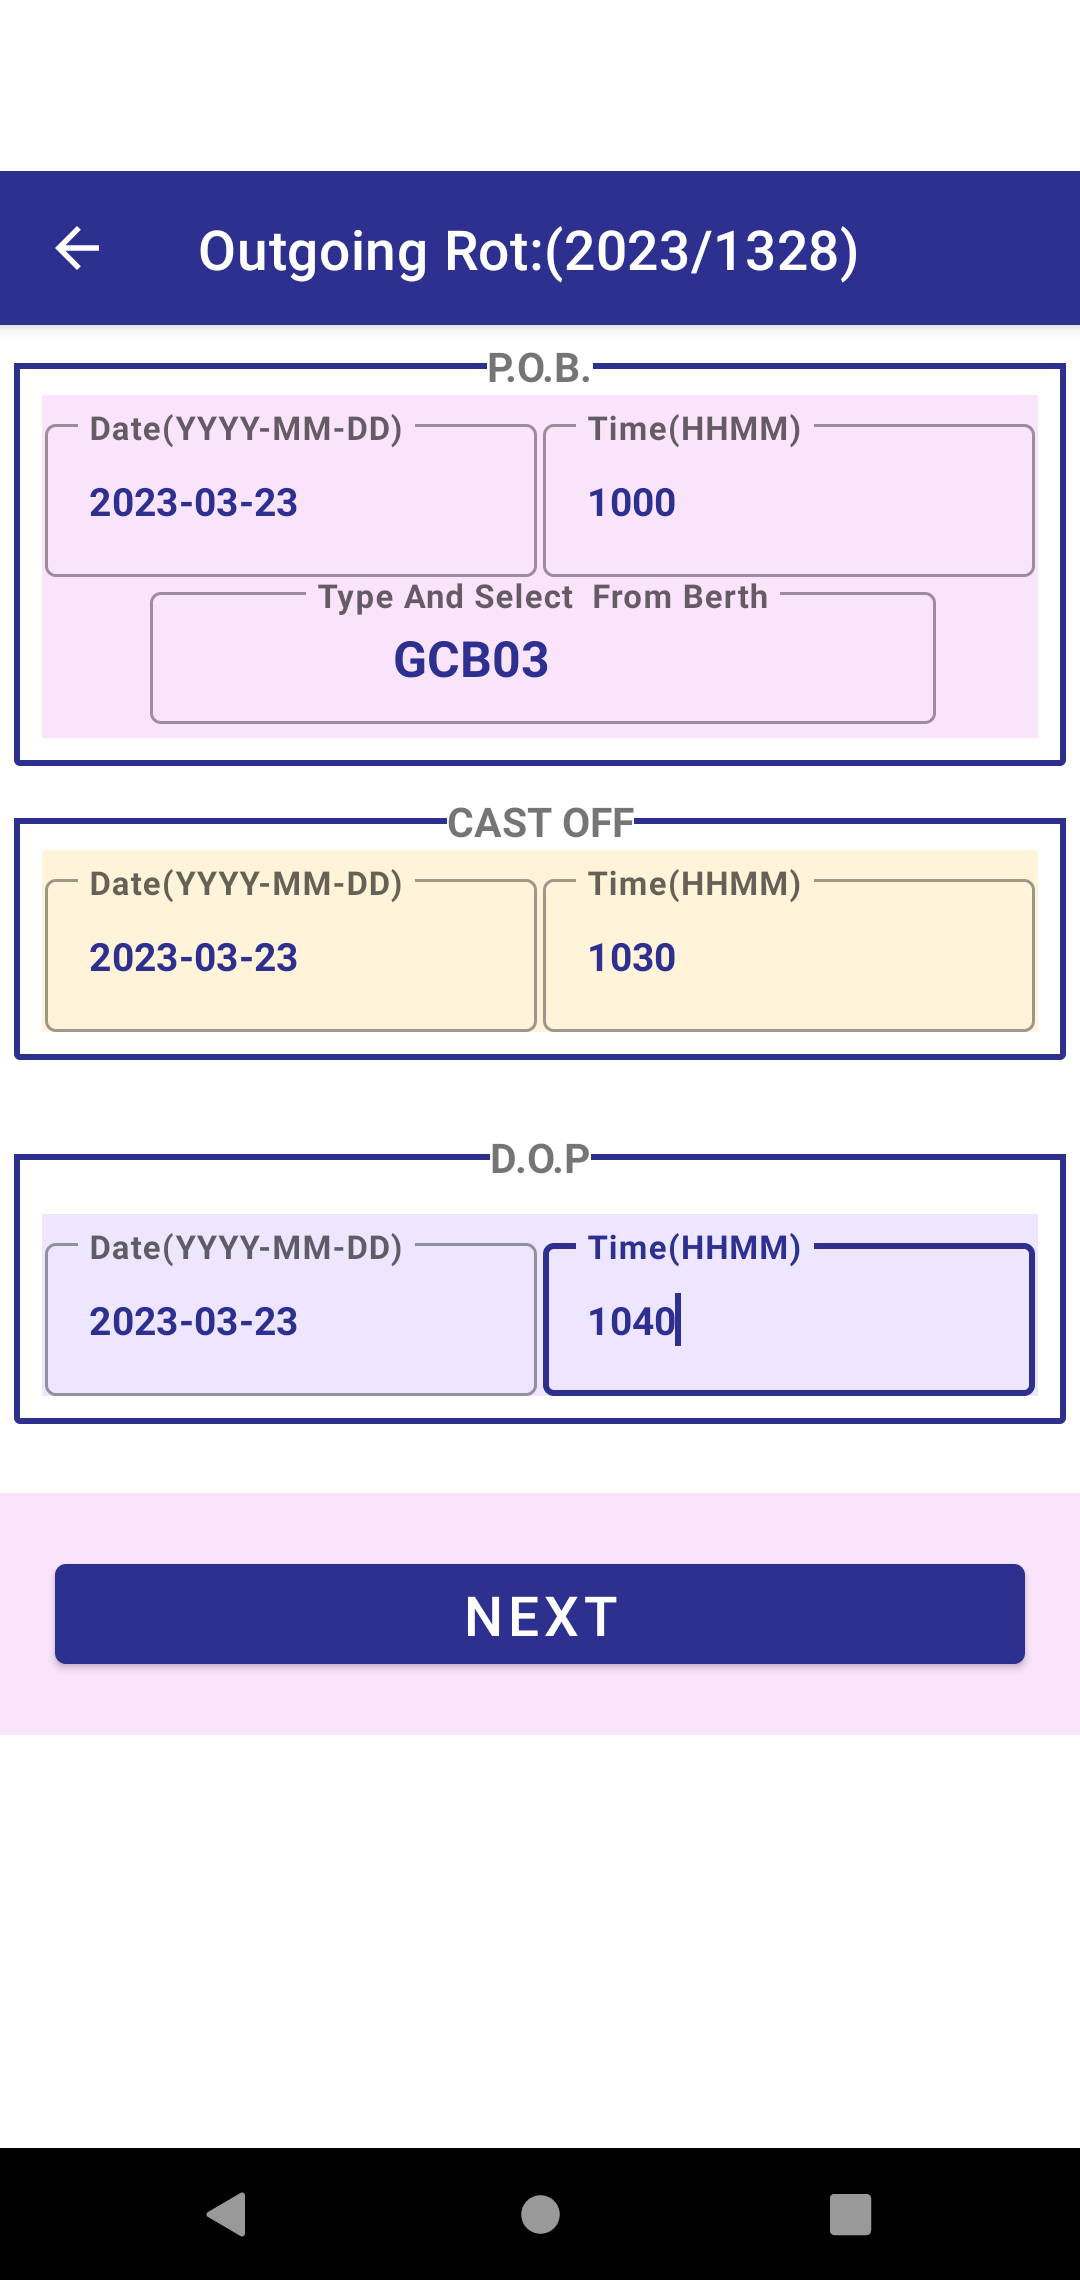 Outgoing Rot:(2023/1328)
P.O.B.
Date(YYYY-MM-DD) Time(HHMM)
2023-03-23 1000
Type And Select  From Berth
GCB03
CAST OFF
Date(YYYY-MM-DD) Time(HHMM)
2023-03-23 1030
D.O.P
Date(YYYY-MM-DD) Time(HHMM)
2023-03-23 1040
NEXT